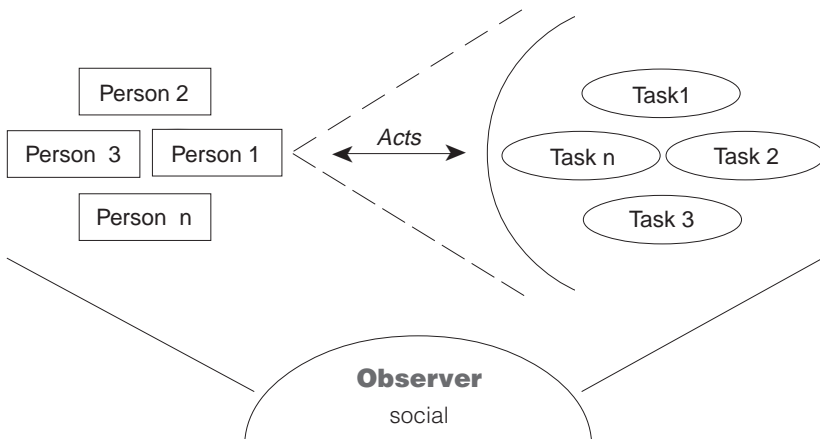 Person 2
Person 3
Person 1
Person n
Acts
Task1
Task n
Task 2
Task 3
Observer
social